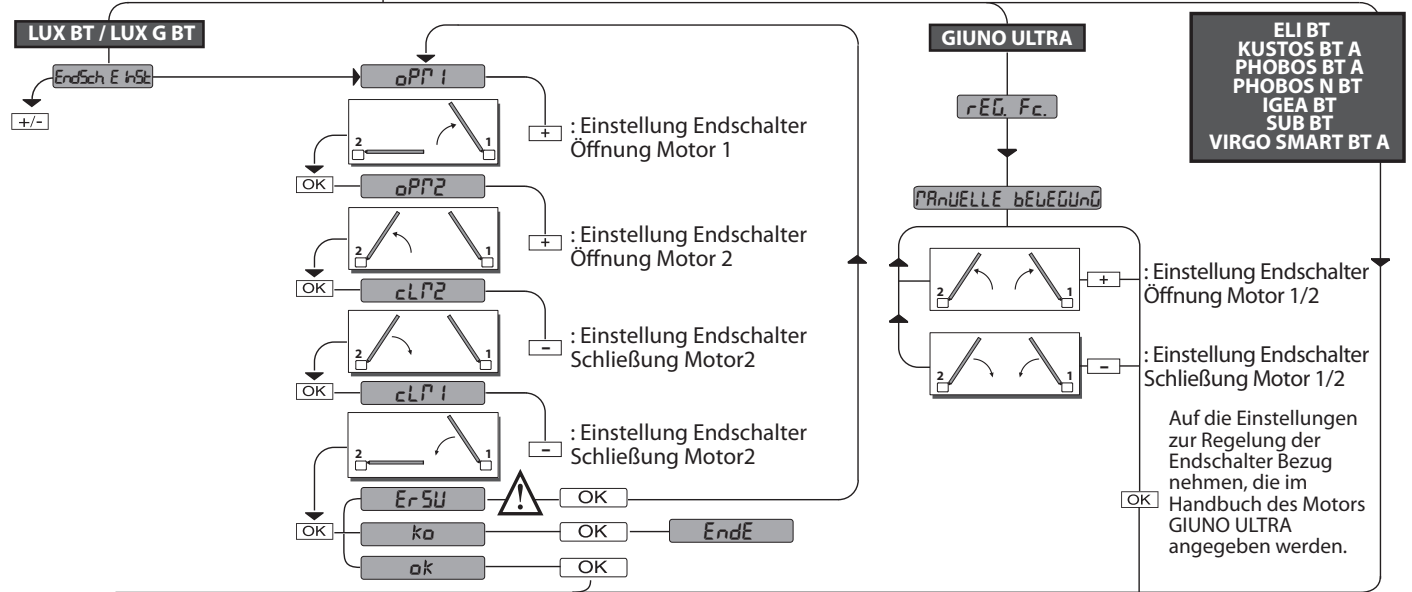 LUX BT / LUX G BT
EndSch. EInSt
+/-
oPM1
+
: Einstellung Endschalter
Öffnung Motor 1
2
1
OK
oPM2
+
: Einstellung Endschalter
Öffnung Motor 2
2
1
OK
cLM2
-
: Einstellung Endschalter
Schließung Motor2
2
1
OK
cLM1
-
: Einstellung Endschalter
Schließung Motor2
2
1
OK
ErSU
!
OK
ko
OK
EndE
ok
OK
GIUNO ULTRA
rEG. Fc.
MAnUELLE bEUEGUnG
2
1
+
: Einstellung Endschalter
Öffnung Motor 1/2
2
1
-
: Einstellung Endschalter
Schließung Motor 1/2
OK
Auf die Einstellungen
zur Regelung der
Endschalter Bezug
nehmen, die im
Handbuch des Motors
GIUNO ULTRA
angegeben werden.
ELI BT
KUSTOS BT A
PHOBOS BT A
PHOBOS N BT
IGEA BT
SUB BT
VIRGO SMART BT A